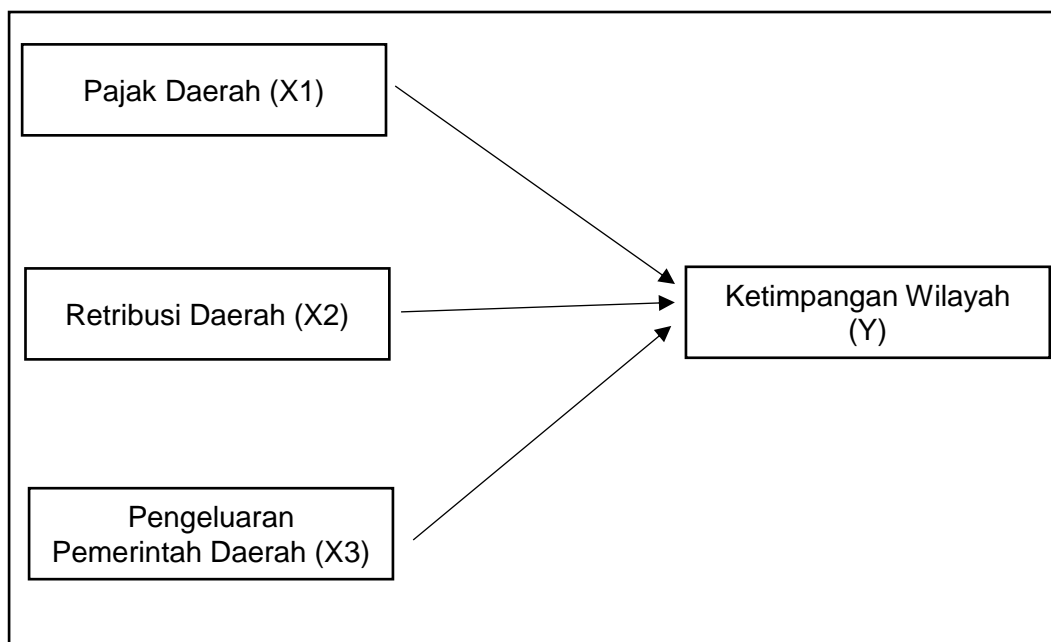 Pajak Daerah (X1)
Retribusi Daerah (X2)
Ketimpangan Wilayah
(Y)
Pengeluaran
Pemerintah Daerah (X3)